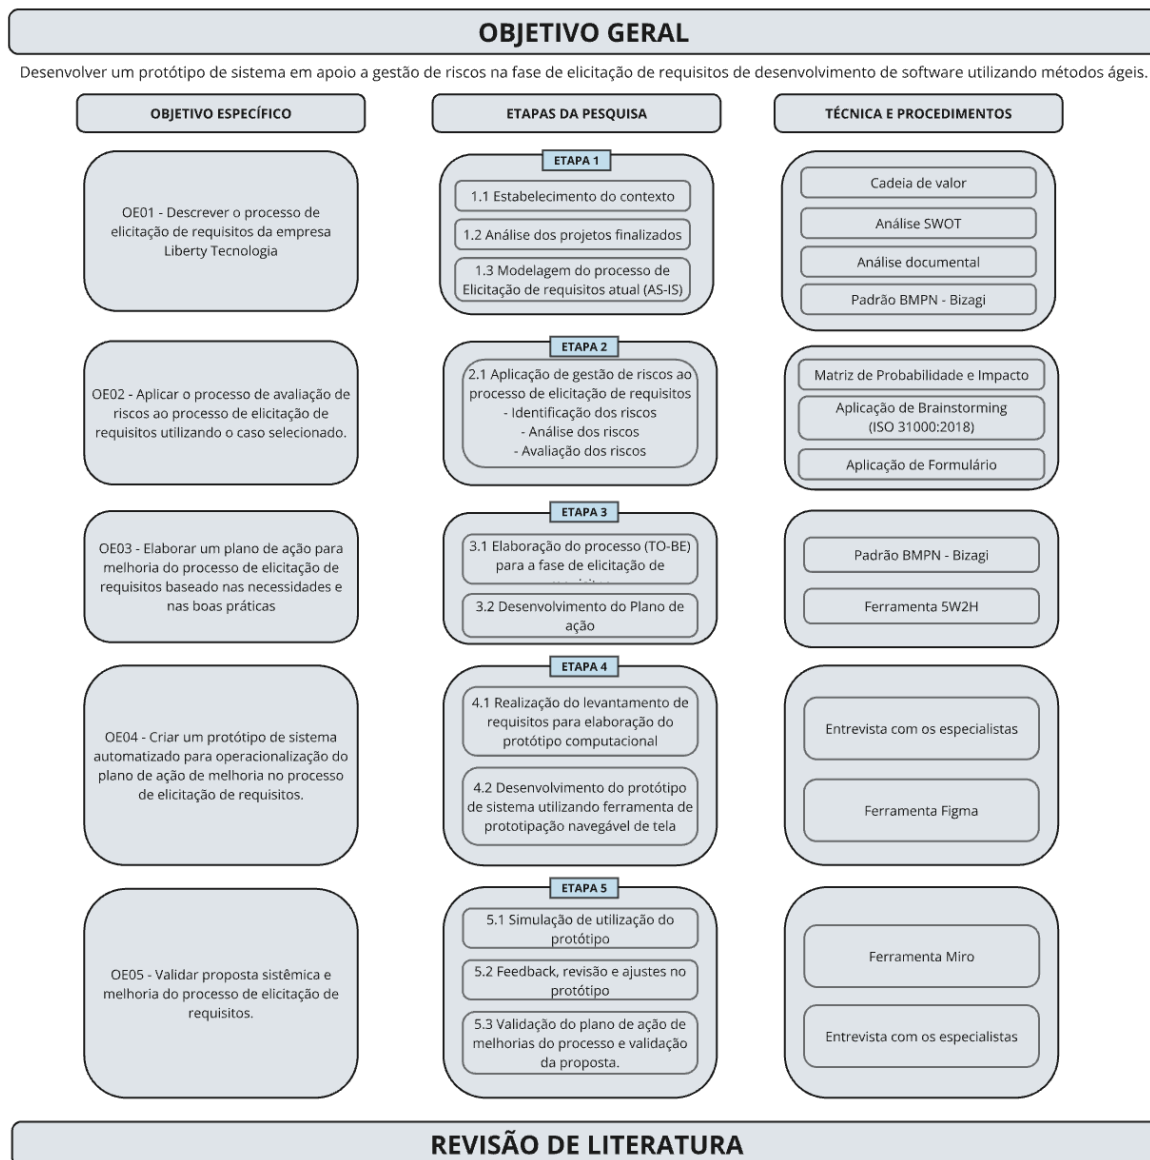 OBJETIVO GERAL
Desenvolver um protótipo de sistema em apoio a gestão de riscos na fase de elicitação de requisitos de desenvolvimento de software utilizando métodos ágeis.
OBJETIVO ESPECÍFICO
ETAPAS DA PESQUISA
TÉCNICA E PROCEDIMENTOS
OE01 - Descrever o processo de
elicitação de requisitos da empresa
Liberty Tecnologia
ETAPA 1
1.1 Estabelecimento do contexto
1.2 Análise dos projetos finalizados
1.3 Modelagem do processo de
Elicitação de requisitos atual (AS-IS)
Cadeia de valor
Análise SWOT
Análise documental
Padrão BMPN - Bizagi
OE02 - Aplicar o processo de avaliação de
riscos ao processo de elicitação de
requisitos utilizando o caso selecionado.
ETAPA 2
2.1 Aplicação de gestão de riscos ao
processo de elicitação de requisitos
- Identificação dos riscos
- Análise dos riscos
- Avaliação dos riscos
Matriz de Probabilidade e Impacto
Aplicação de Brainstorming
(ISO 31000:2018)
Aplicação de Formulário
OE03 - Elaborar um plano de ação para
melhoria do processo de elicitação de
requisitos baseado nas necessidades e
nas boas práticas
ETAPA 3
3.1 Elaboração do processo (TO-BE)
para a fase de elicitação de
3.2 Desenvolvimento do Plano de
ação
Padrão BMPN - Bizagi
Ferramenta 5W2H
OE04 - Criar um protótipo de sistema
automatizado para operacionalização do
plano de ação de melhoria no processo
de elicitação de requisitos.
ETAPA 4
4.1 Realização do levantamento de
requisitos para elaboração do
protótipo computacional
4.2 Desenvolvimento do protótipo
de sistema utilizando ferramenta de
prototipação navegável de tela
Entrevista com os especialistas
Ferramenta Figma
OE05 - Validar proposta sistêmica e
melhoria do processo de elicitação de
requisitos.
ETAPA 5
5.1 Simulação de utilização do
protótipo
5.2 Feedback, revisão e ajustes no
protótipo
5.3 Validação do plano de ação de
melhorias do processo e validação
da proposta.
Ferramenta Miro
Entrevista com os especialistas
REVISÃO DE LITERATURA